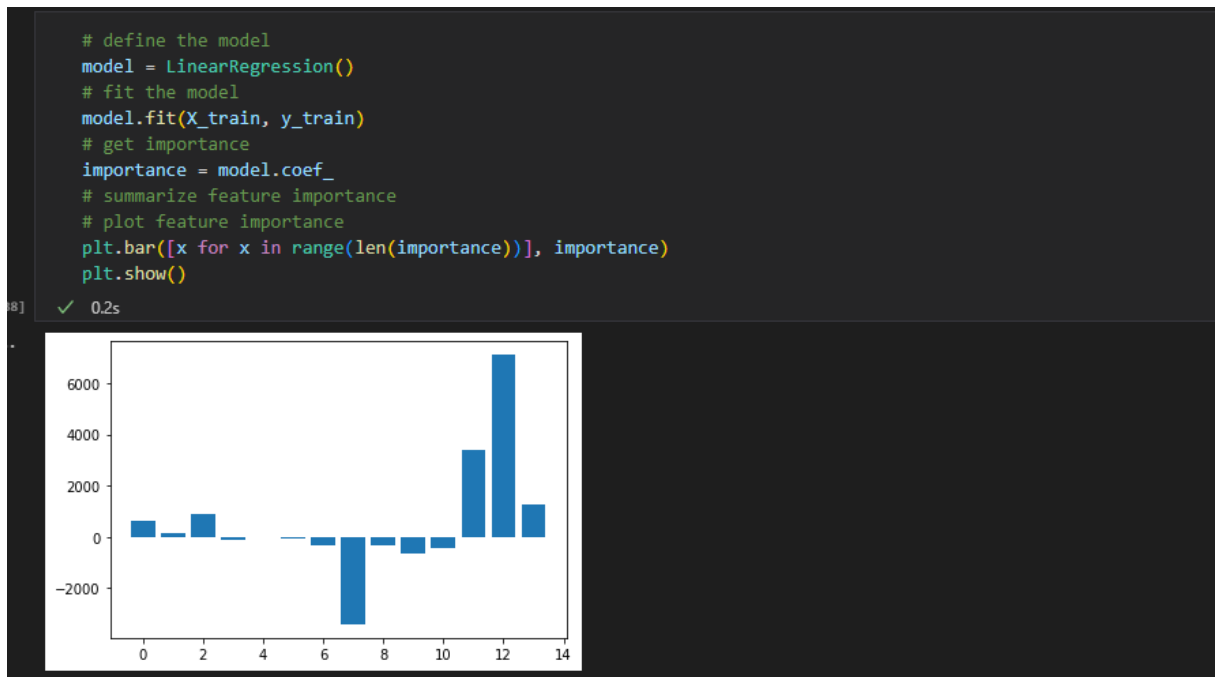 # define the model
model = LinearRegression()
# fit the model
model.fit(X_train, y_train)
# get importance
importance = model.coef_
# summarize feature importance
# plot feature importance
plt.bar([x for x in range(len(importance))], importance)
plt.show()
8]
0.2s
6000
4000
2000
0
−2000
0 2 4 6 8 10 12 14